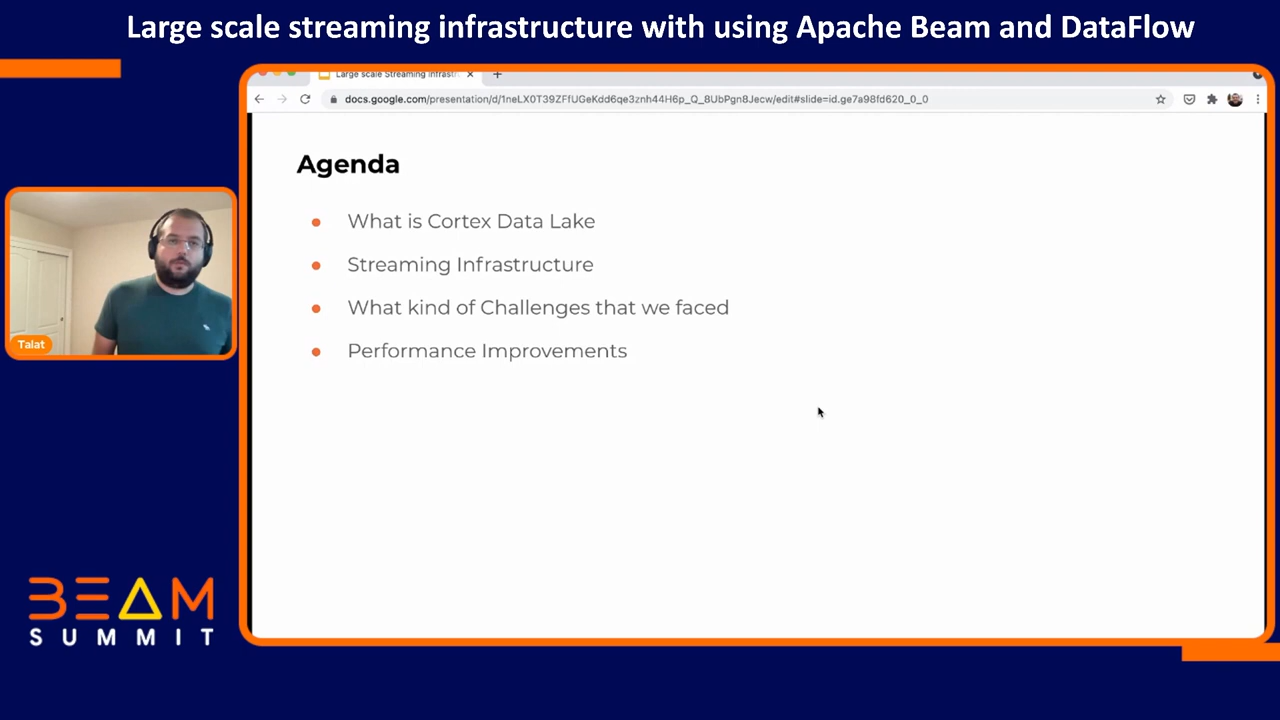 Large scale streaming infrastructure with using Apache Beam and DataFlow
Large scale Streaming Infrastr
docs.google.com/presentation/d/1neLX0T39ZFfUGeKdd6qe3znh44H6p_Q_8UbPgn8Jecw/edit#slide=id.ge7a98fd620_0_0
Agenda
What is Cortex Data Lake
Streaming Infrastructure
What kind of Challenges that we faced
Performance Improvements
Talat
BEAM
SUMMIT